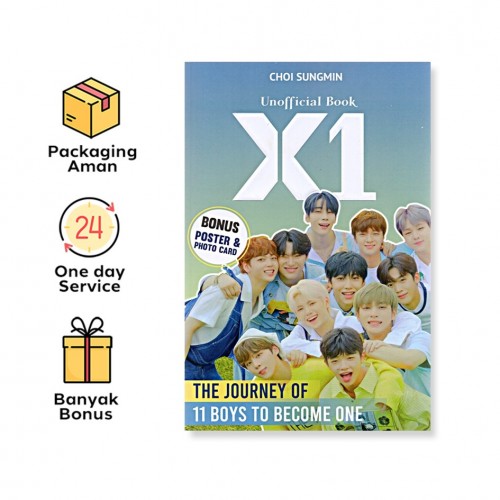 Packaging
Aman
24
One day
Service
Banyak
Bonus
CHOI SUNGMIN
Unofficial Book
X1
BONUS
POSTER &
PHOTO CARD
THE JOURNEY OF
11 BOYS TO BECOME ONE